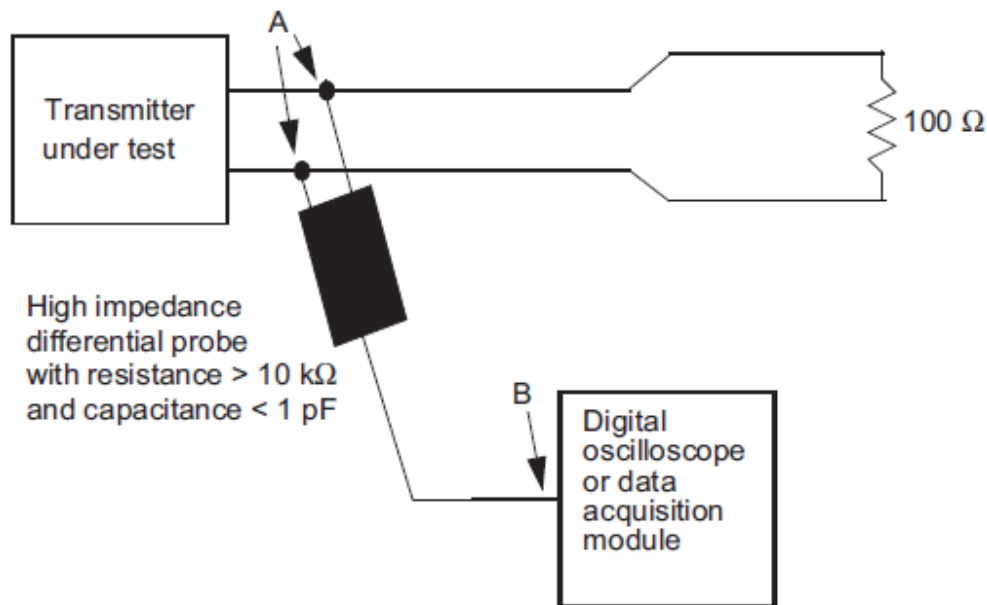 A
Transmitter
under test
100 Ω
High impedance
differential probe
with resistance > 10 kΩ
and capacitance < 1 pF
B
Digital
oscilloscope
or data
acquisition
module